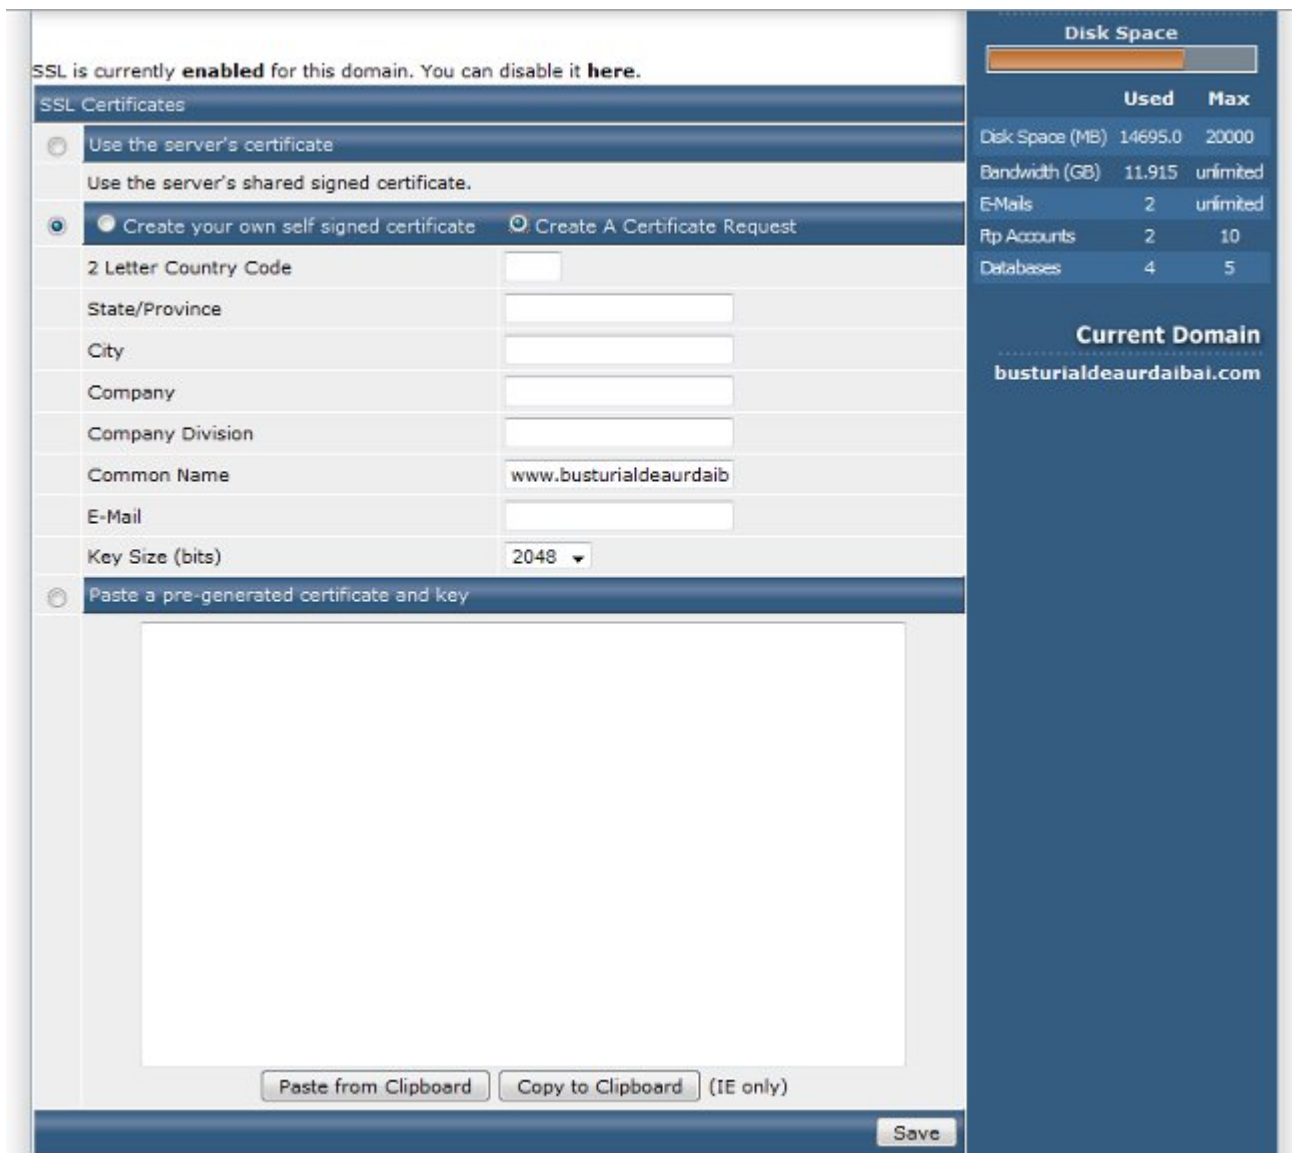 SSL is currently enabled for this domain. You can disable it here.
SSL Certificates
Use the server's certificate
Use the server's shared signed certificate.
Create your own self signed certificate Create A Certificate Request
2 Letter Country Code
State/Province
City
Company
Company Division
Common Name www.busturialdeaurdaib
E-Mail
Key Size (bits) 2048
Paste a pre-generated certificate and key
Paste from Clipboard Copy to Clipboard (IE only)
Save
Disk Space
Used Max
Disk Space (MB) 14695.0 20000
Bandwidth (GB) 11.915 unlimited
E-Mails 2 unlimited
Ftp Accounts 2 10
Databases 4 5
Current Domain
busturialdeaurdaibai.com